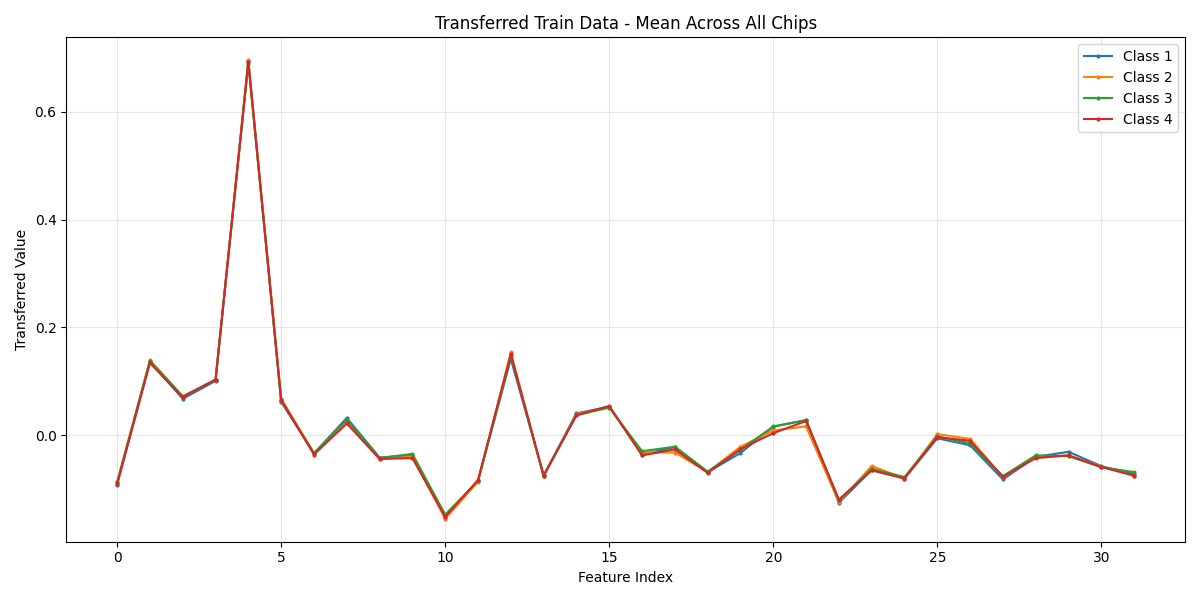 Transferred Train Data - Mean Across All Chips
Class 1
Class 2
Class 3
Class 4
Transferred Value
0.6
0.4
0.2
0.0
0 5 10 15 20 25 30
Feature Index